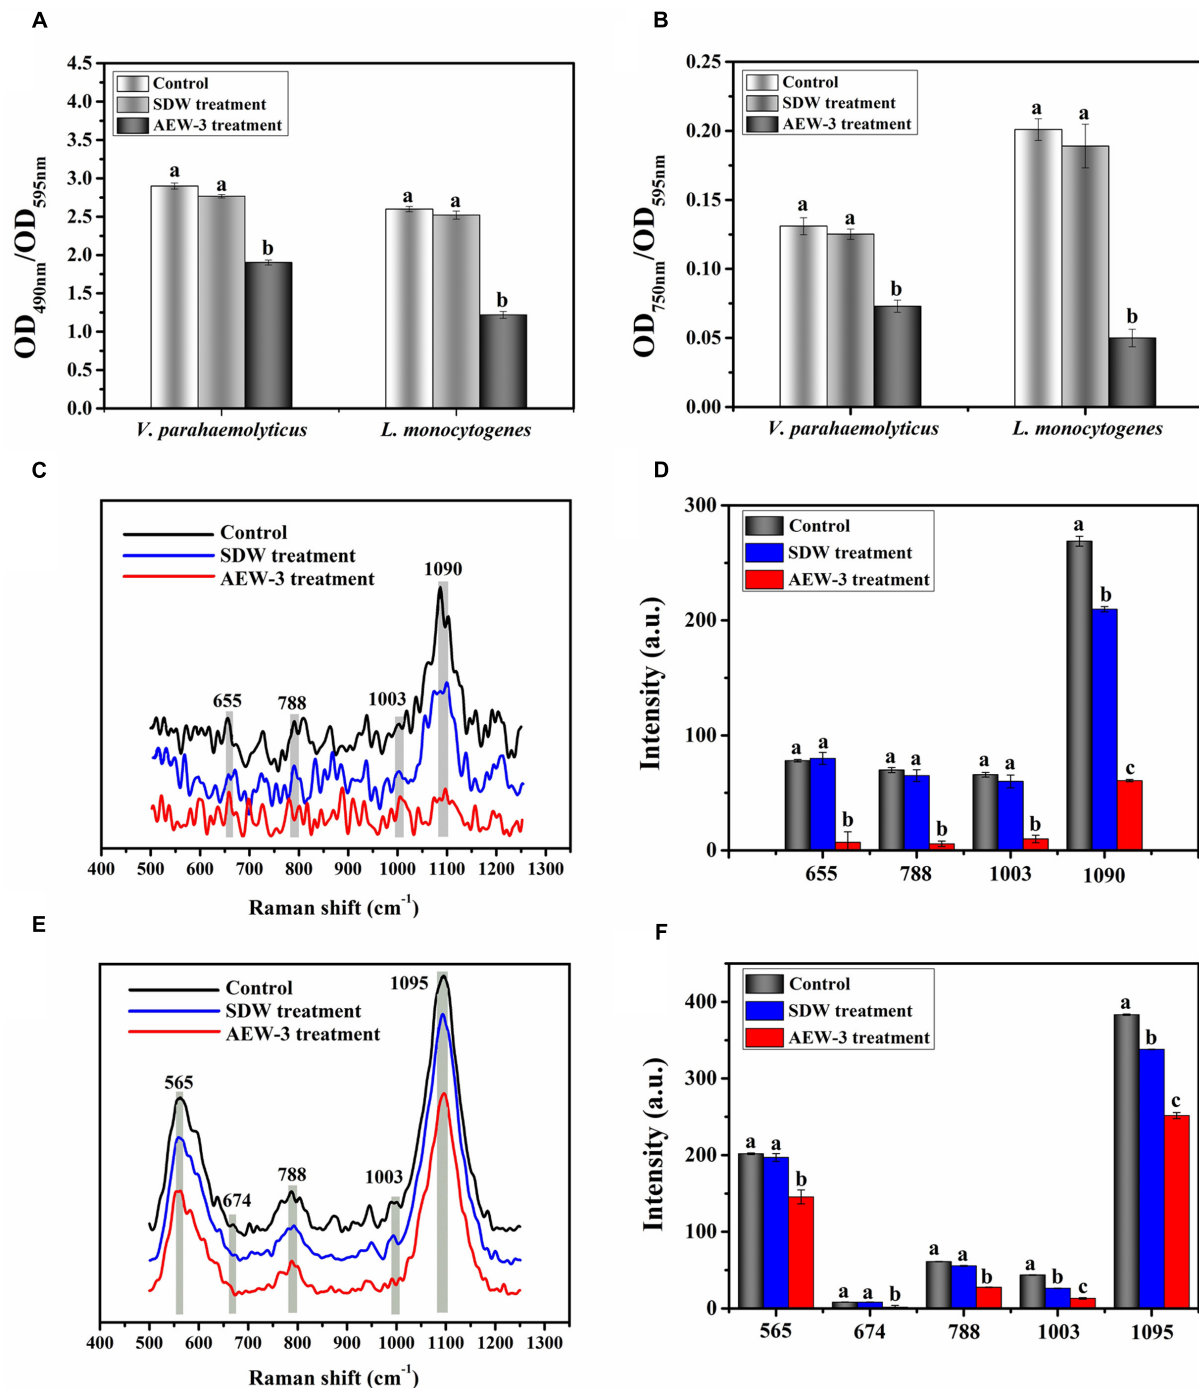 A
4.5
4.0
3.5
3.0
2.5
2.0
1.5
1.0
0.5
0.0
OD490nm/OD595nm
Control
SDW treatment
AEW-3 treatment
a
a
b
a
a
b
V. parahaemolyticus
L. monocytogenes
B
0.25
0.20
0.15
0.10
0.05
0.00
OD750nm/OD595nm
Control
SDW treatment
AEW-3 treatment
a
a
b
a
a
b
V. parahaemolyticus
L. monocytogenes
C
Control
SDW treatment
AEW-3 treatment
655
788
1003
1090
400 500 600 700 800 900 1000 1100 1200 1300
Raman shift (cm-1)
D
300
200
100
0
Intensity (a.u.)
Control
SDW treatment
AEW-3 treatment
a
a
b
a
a
b
a
a
b
a
b
c
655
788
1003
1090
E
Control
SDW treatment
AEW-3 treatment
565
674
788
1003
1095
400 500 600 700 800 900 1000 1100 1200 1300
Raman shift (cm-1)
F
400
300
200
100
0
Intensity (a.u.)
Control
SDW treatment
AEW-3 treatment
a
a
b
a
a
b
a
a
b
a
b
c
a
b
c
565
674
788
1003
1095